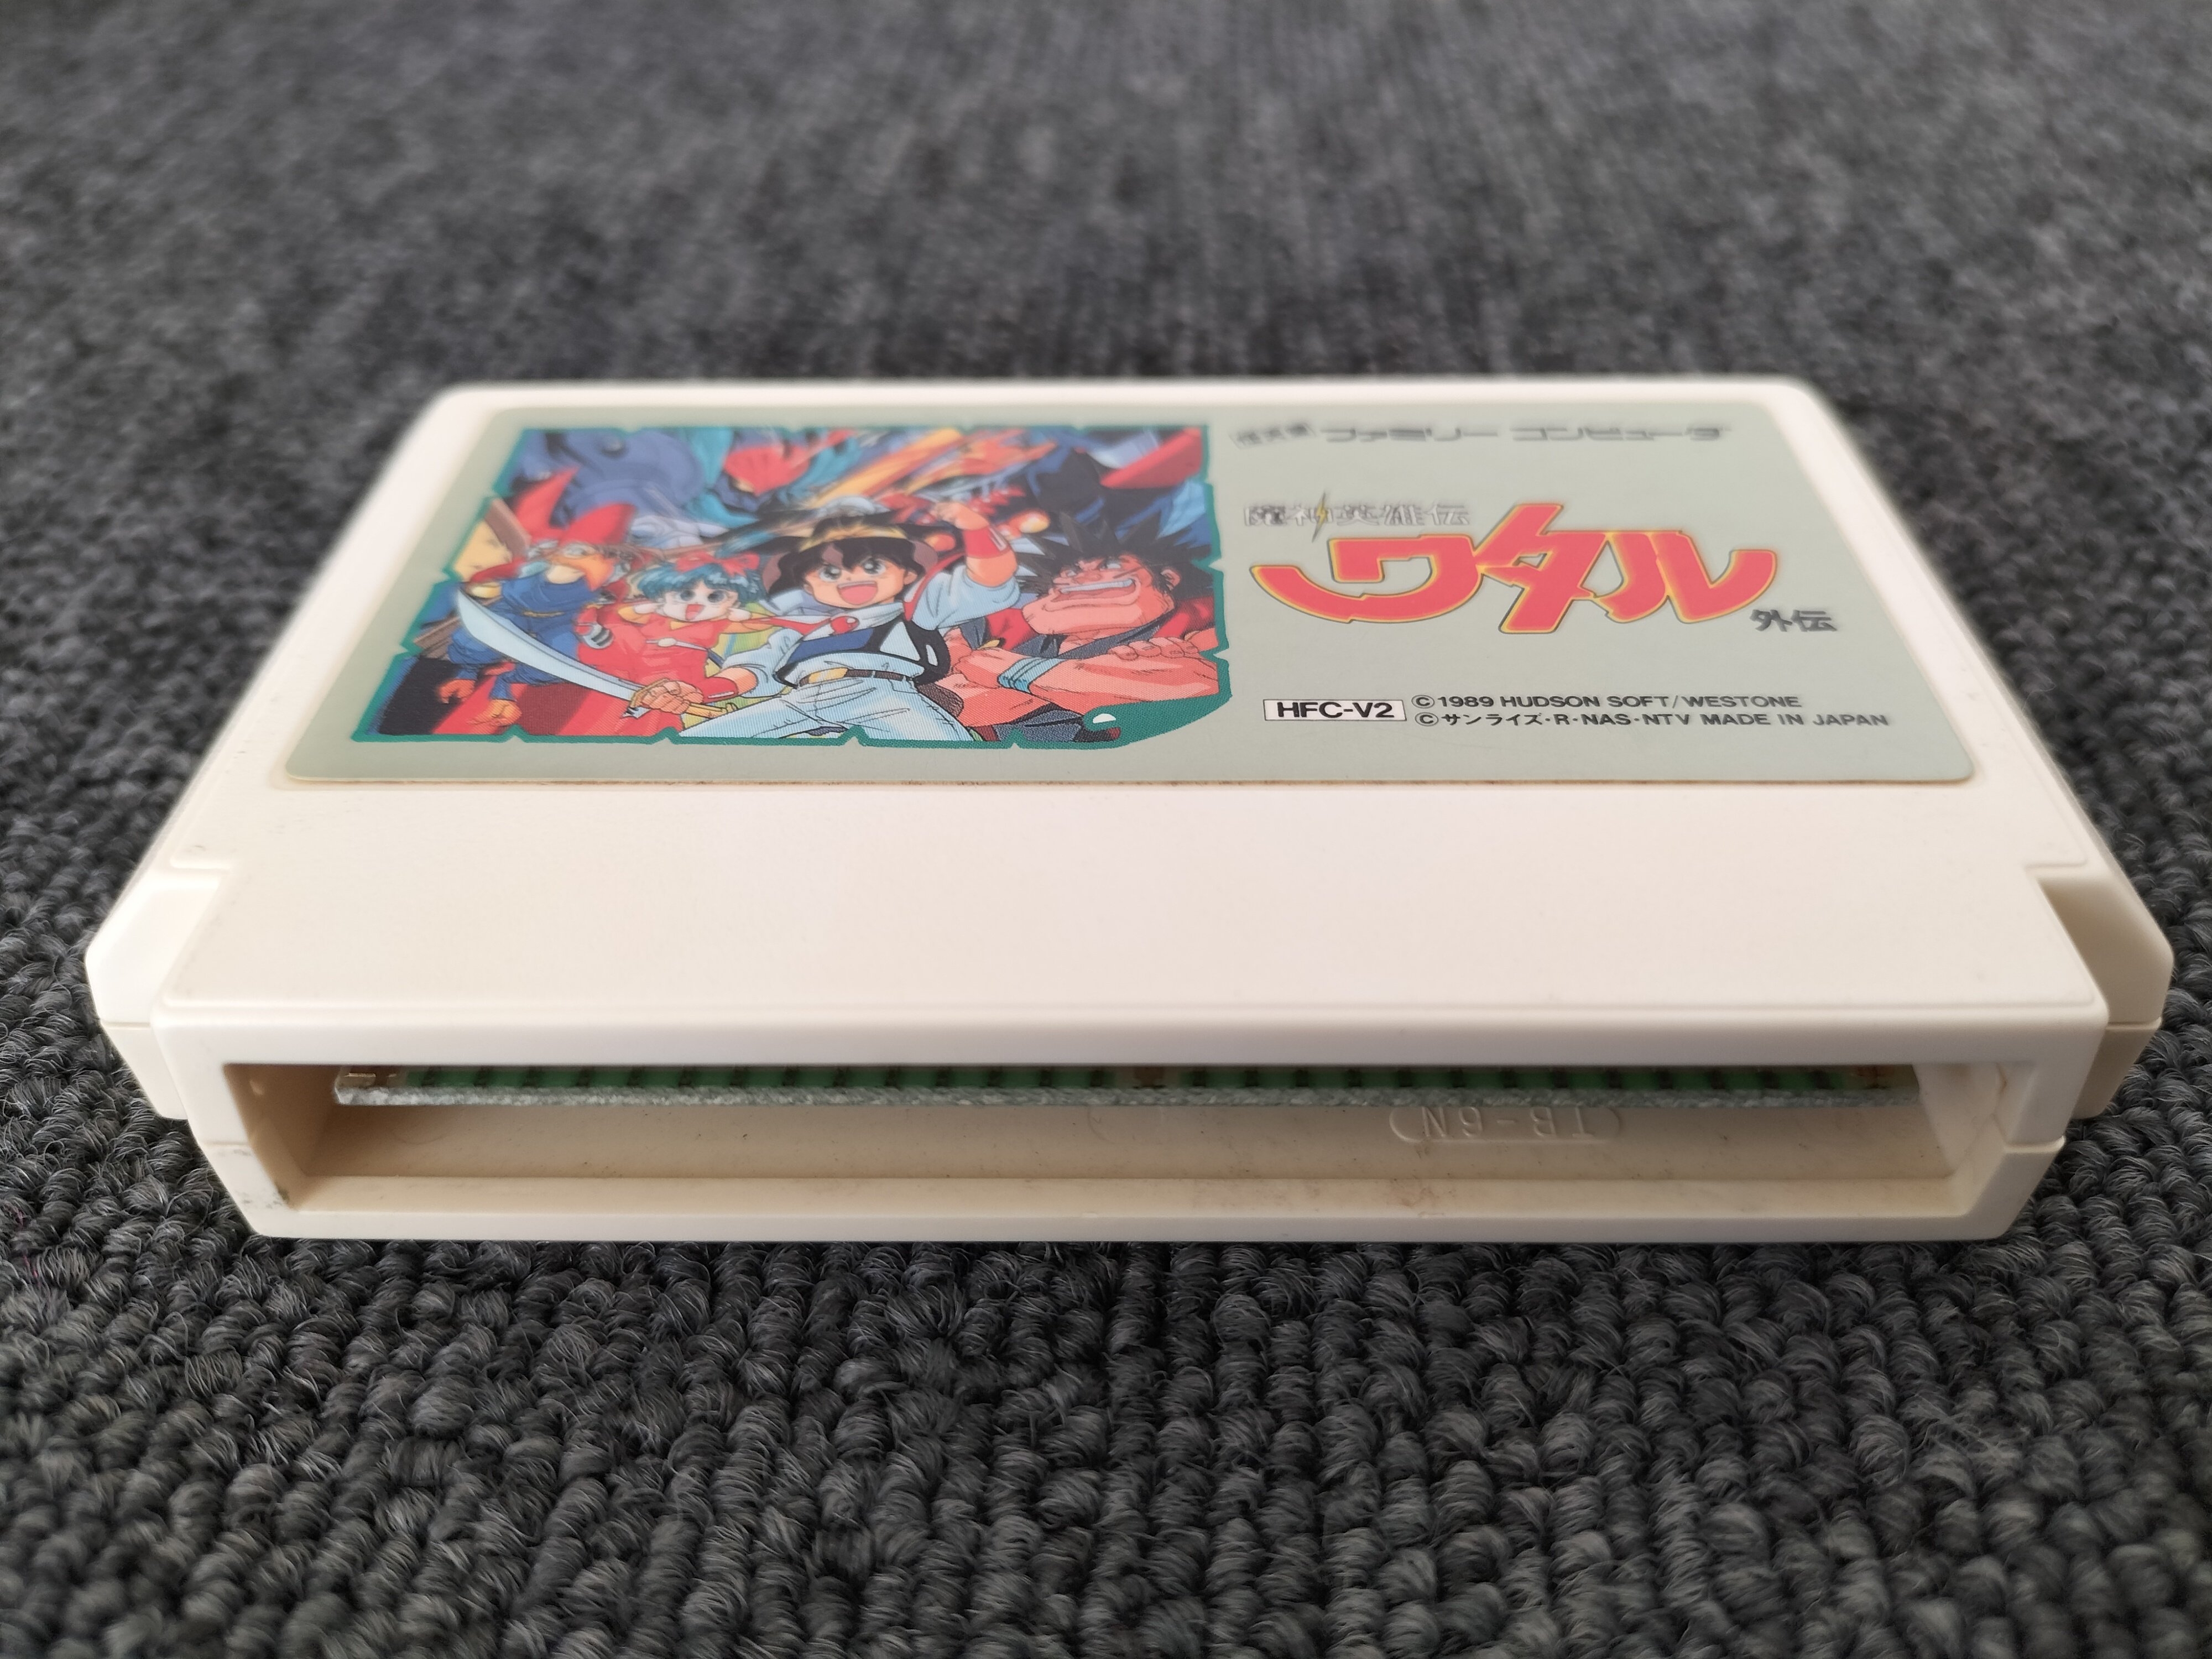 ファミリー コンピュータ
魔神英雄伝
ワタル
外伝
HFC-V2
©1989 HUDSON SOFT/WESTONE
©サンライズ・R・NAS・NTV MADE IN JAPAN
TB-6N